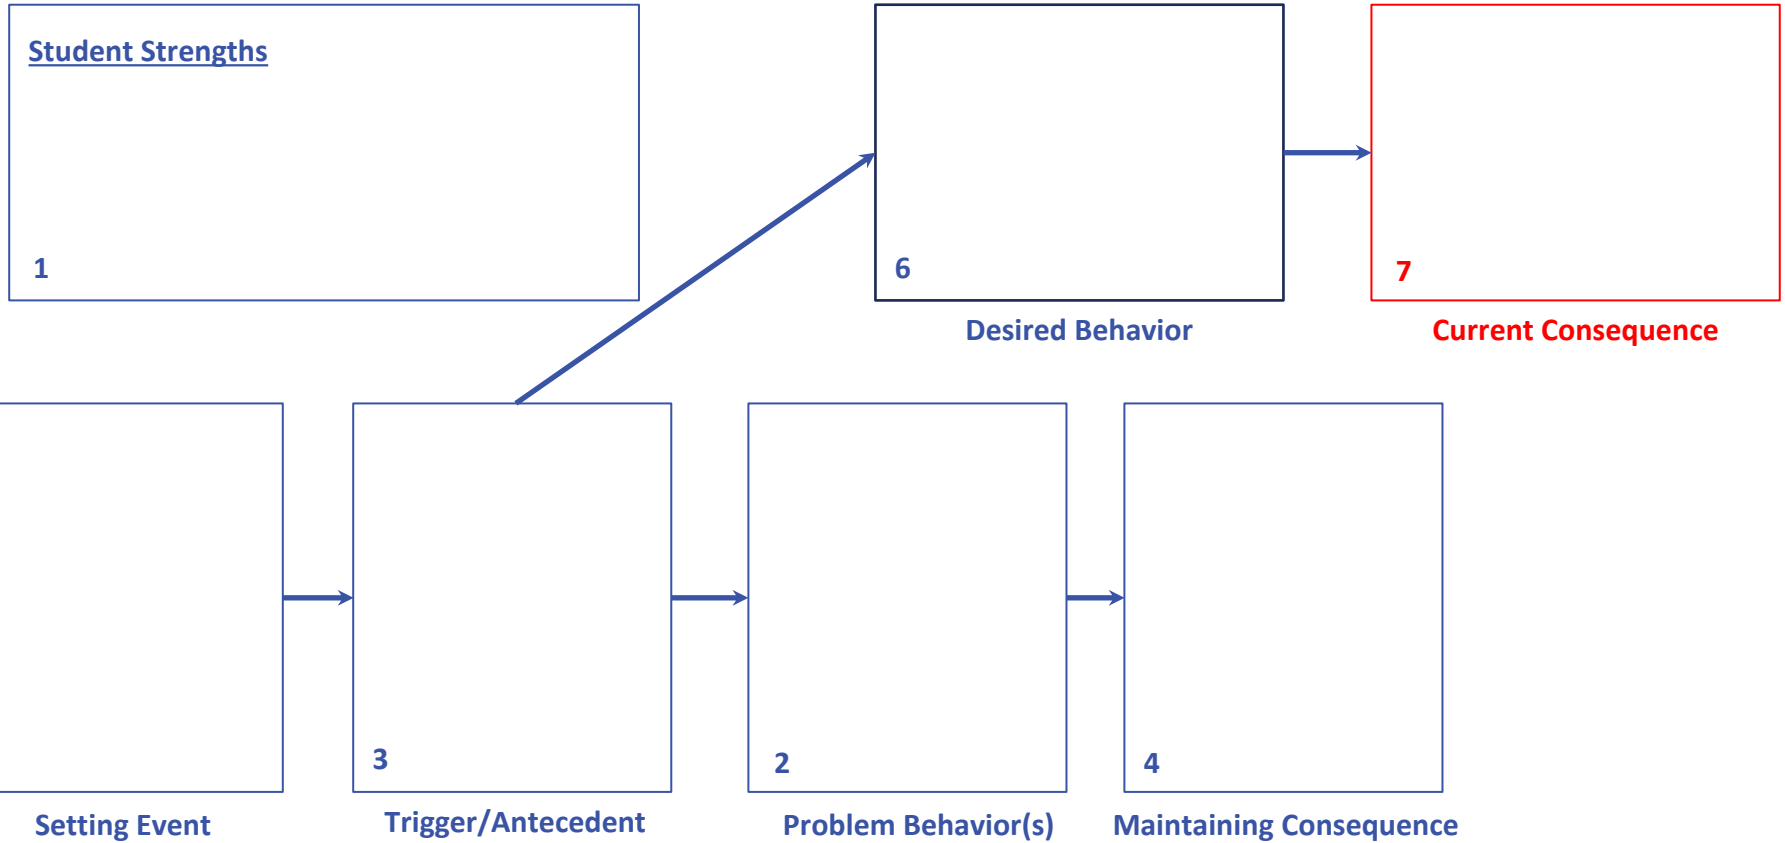 Student Strengths
1
6
7
Desired Behavior
Current Consequence
3
2
4
Setting Event
Trigger/Antecedent
Problem Behavior(s)
Maintaining Consequence